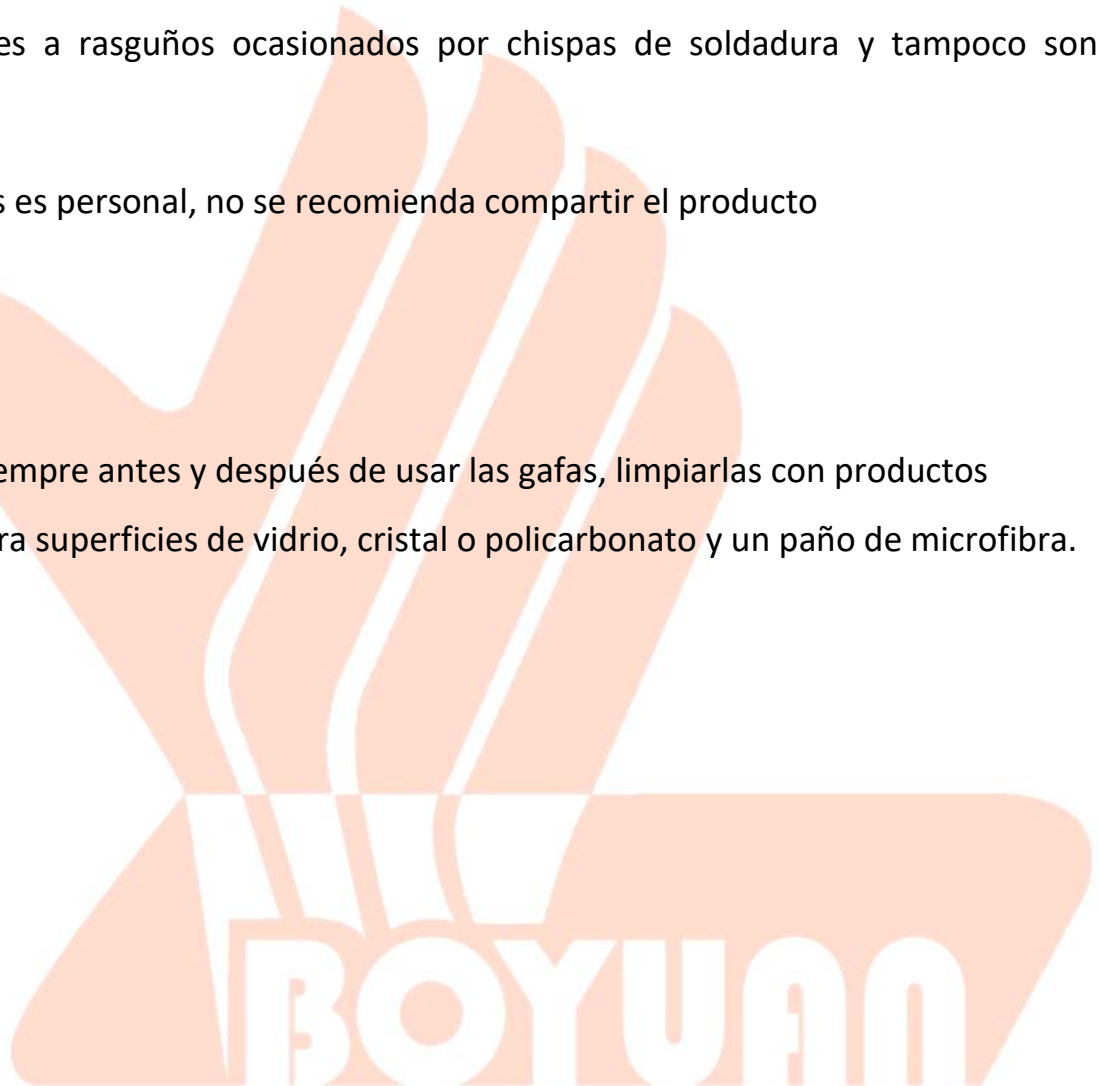 es a rasguños ocasionados por chispas de soldadura y tampoco son
s es personal, no se recomienda compartir el producto
empre antes y después de usar las gafas, limpiarlas con productos
ra superficies de vidrio, cristal o policarbonato y un paño de microfibra.
BOYUAN